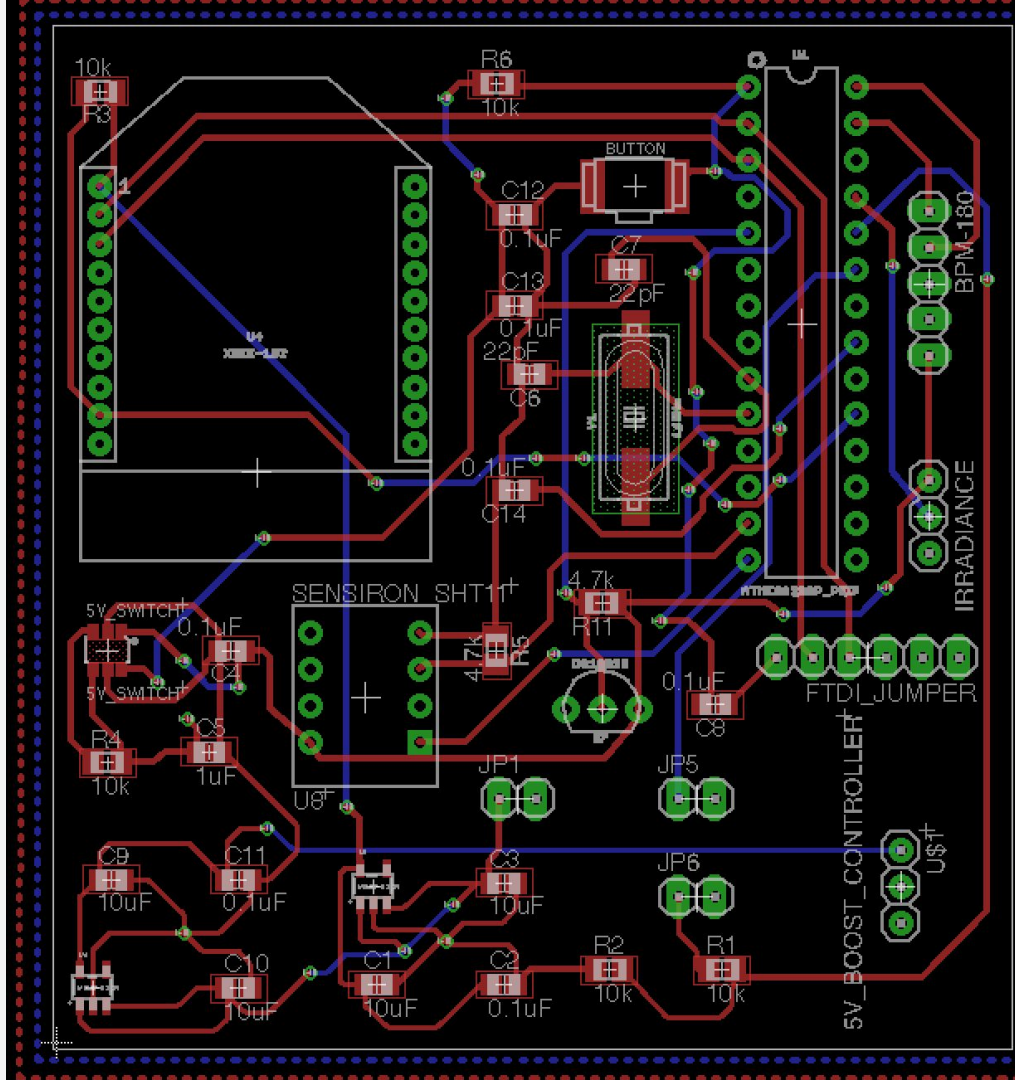 10k
R3
R6
10k
1
BUTTON
C12
0.1uF
C7
22pF
C13
0.1uF
22pF
C6
BPM-180
0.1uF
C14
IRRADIANCE
SENSIRON SHT11
4.7k
R11
5V_SWITCH
0.1uF
C4
5V_SWITCH
4.7k
R5
FTDI_JUMPER
0.1uF
C8
R4
10k
C5
1uF
U8
JP1
JP5
5V_BOOST_CONTROLLER
U$1
C9
10uF
C11
0.1uF
C3
10uF
JP6
C10
10uF
C1
10uF
C2
0.1uF
R2
10k
R1
10k